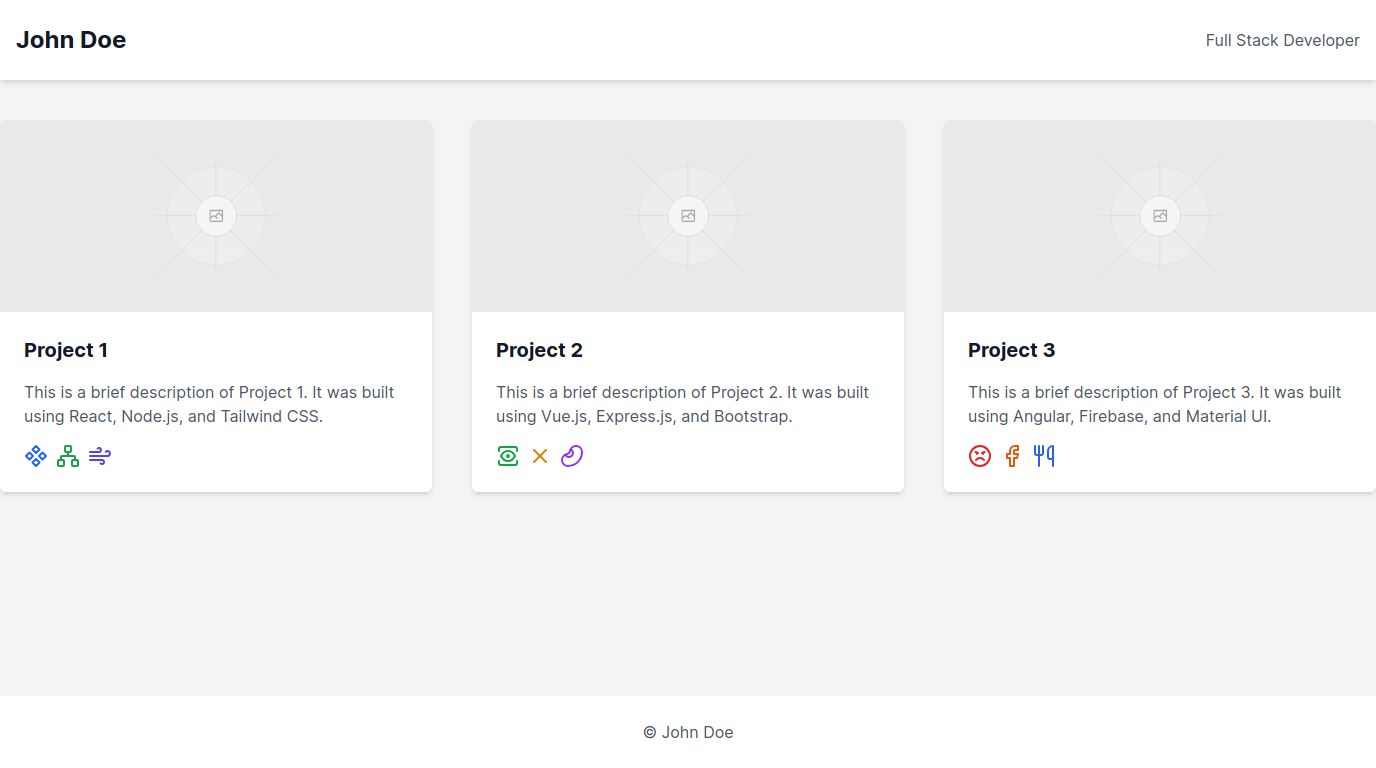 John Doe
Full Stack Developer
Project 1
This is a brief description of Project 1. It was built
using React, Node.js, and Tailwind CSS.
Project 2
This is a brief description of Project 2. It was built
using Vue.js, Express.js, and Bootstrap.
Project 3
This is a brief description of Project 3. It was built
using Angular, Firebase, and Material UI.
© John Doe